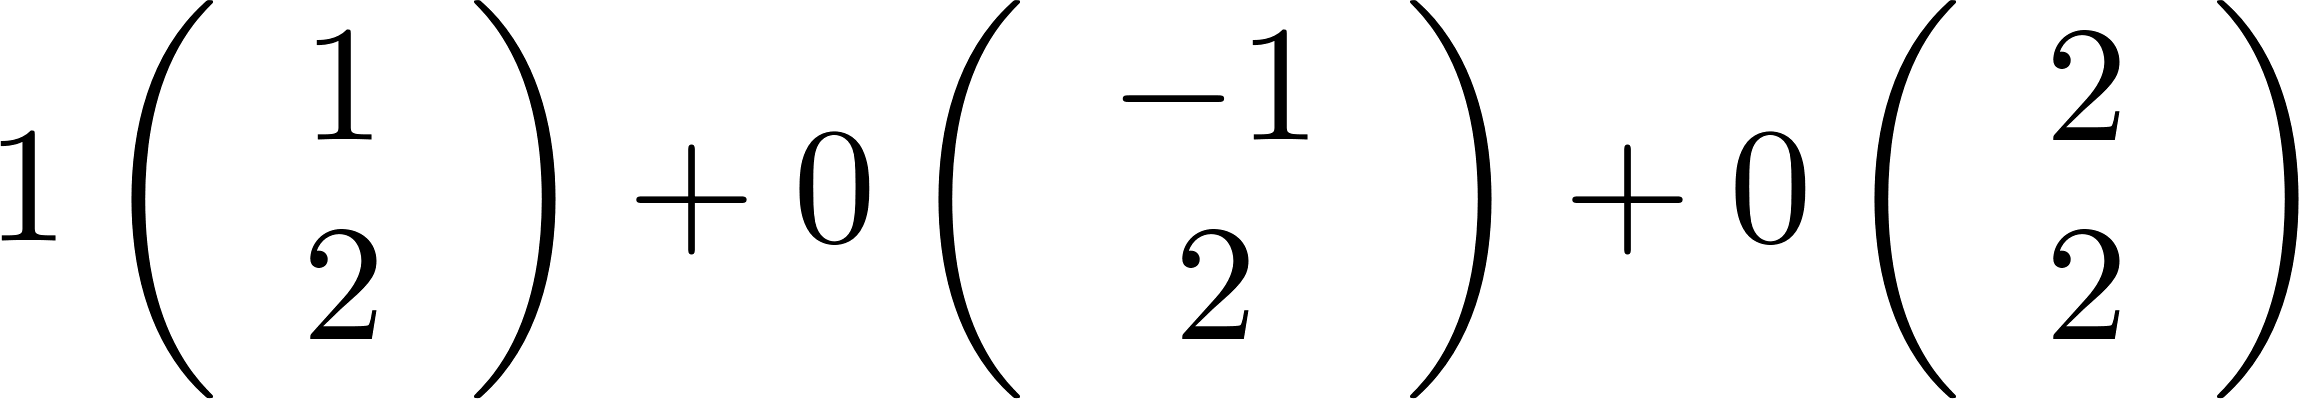 1 ( 1 2 ) + 0 ( −1 2 ) + 0 ( 2 2 )